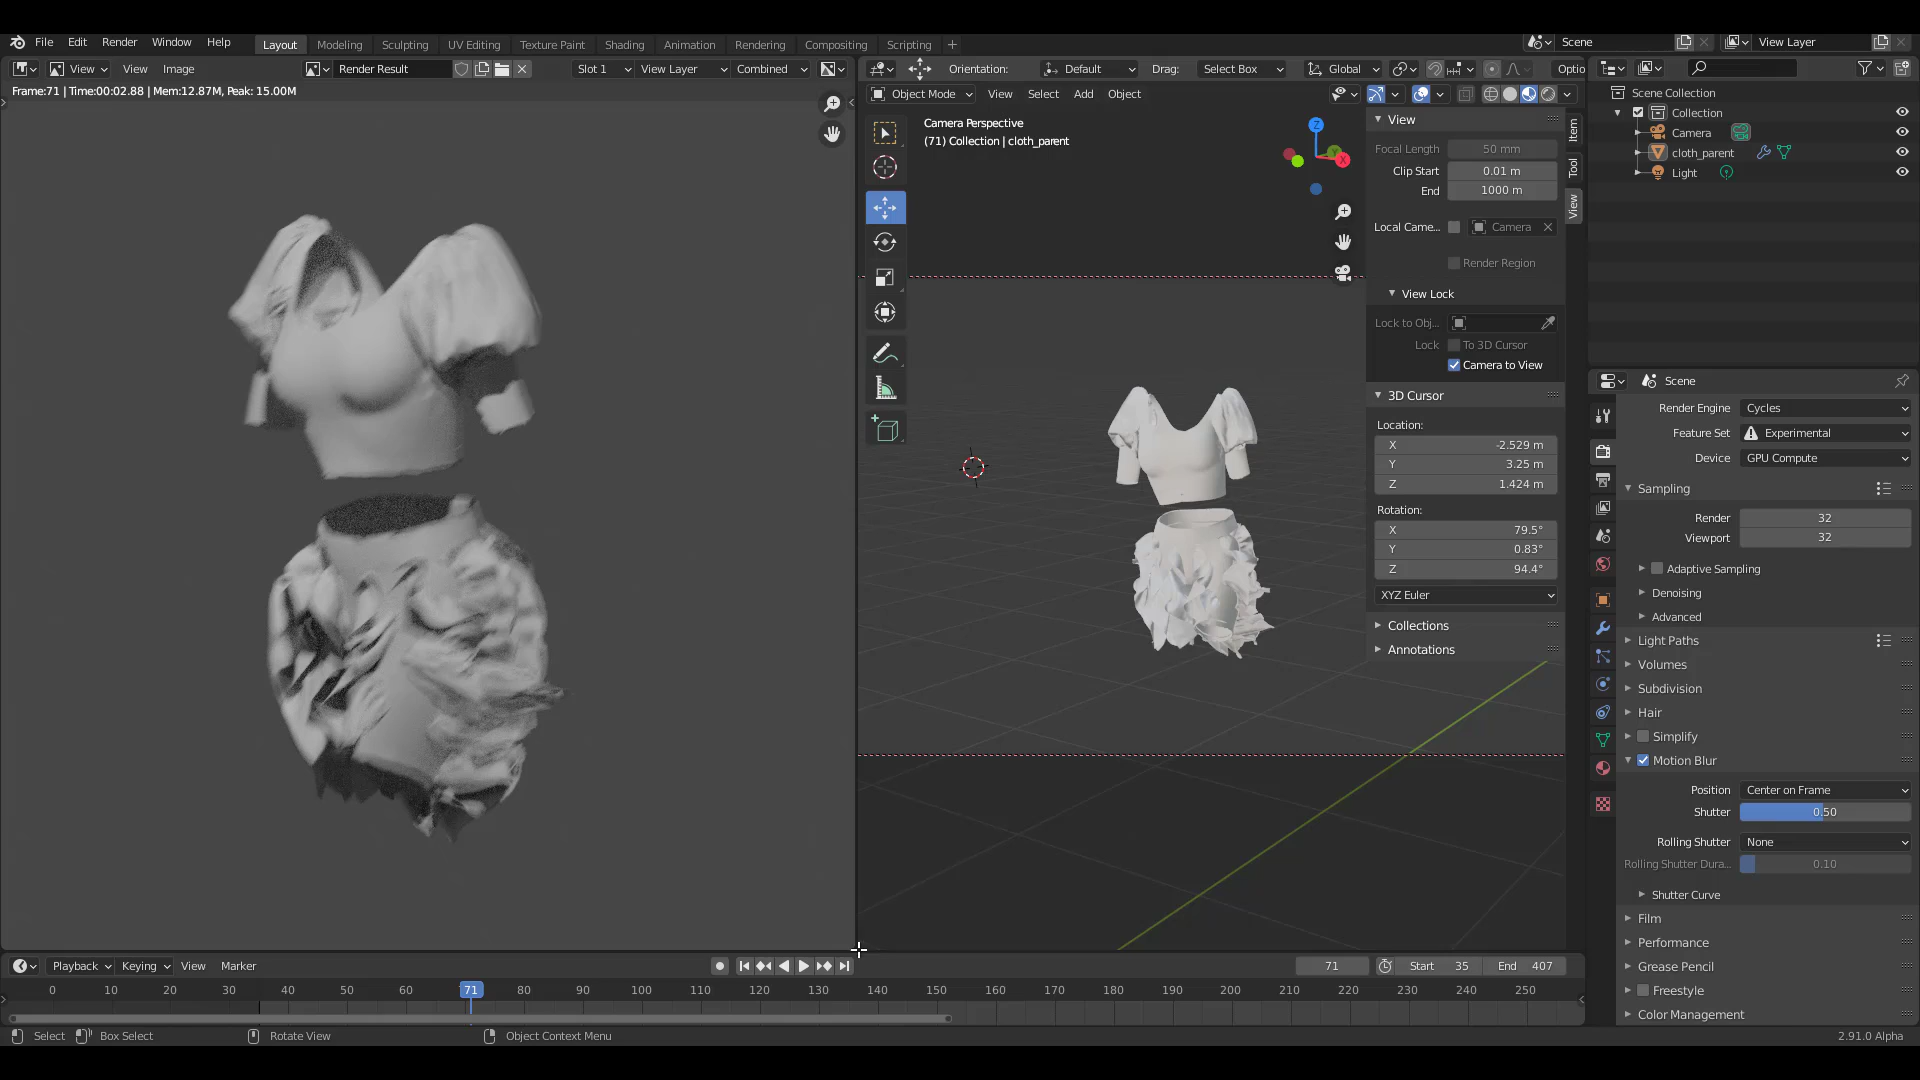 File Edit Render Window Help Layout Modeling Sculpting UV Editing Texture Paint Shading Animation Rendering Compositing Scripting + Scene View Layer
View View Image Render Result Slot 1 View Layer Combined Orientation: Default Drag: Select Box Global Optio
Frame:71 | Time:00:02.88 | Mem:12.87M, Peak: 15.00M
Object Mode View Select Add Object
Camera Perspective
(71) Collection | cloth_parent
Z
Y
X
View
Focal Length 50 mm
Clip Start 0.01 m
End 1000 m
Local Came... Camera
Render Region
View Lock
Lock to Obj...
Lock To 3D Cursor
Camera to View
3D Cursor
Location:
X -2.529 m
Y 3.25 m
Z 1.424 m
Rotation:
X 79.5°
Y 0.83°
Z 94.4°
XYZ Euler
Collections
Annotations
Item
Tool
View
Scene Collection
Collection
Camera
cloth_parent
Light
Scene
Render Engine Cycles
Feature Set Experimental
Device GPU Compute
Sampling
Render 32
Viewport 32
Adaptive Sampling
Denoising
Advanced
Light Paths
Volumes
Subdivision
Hair
Simplify
Motion Blur
Position Center on Frame
Shutter 0.50
Rolling Shutter None
Rolling Shutter Dura... 0.10
Shutter Curve
Film
Performance
Grease Pencil
Freestyle
Color Management
Playback Keying View Marker 71 Start 35 End 407
0 10 20 30 40 50 60 71 80 90 100 110 120 130 140 150 160 170 180 190 200 210 220 230 240 250
Select Box Select Rotate View Object Context Menu 2.91.0 Alpha